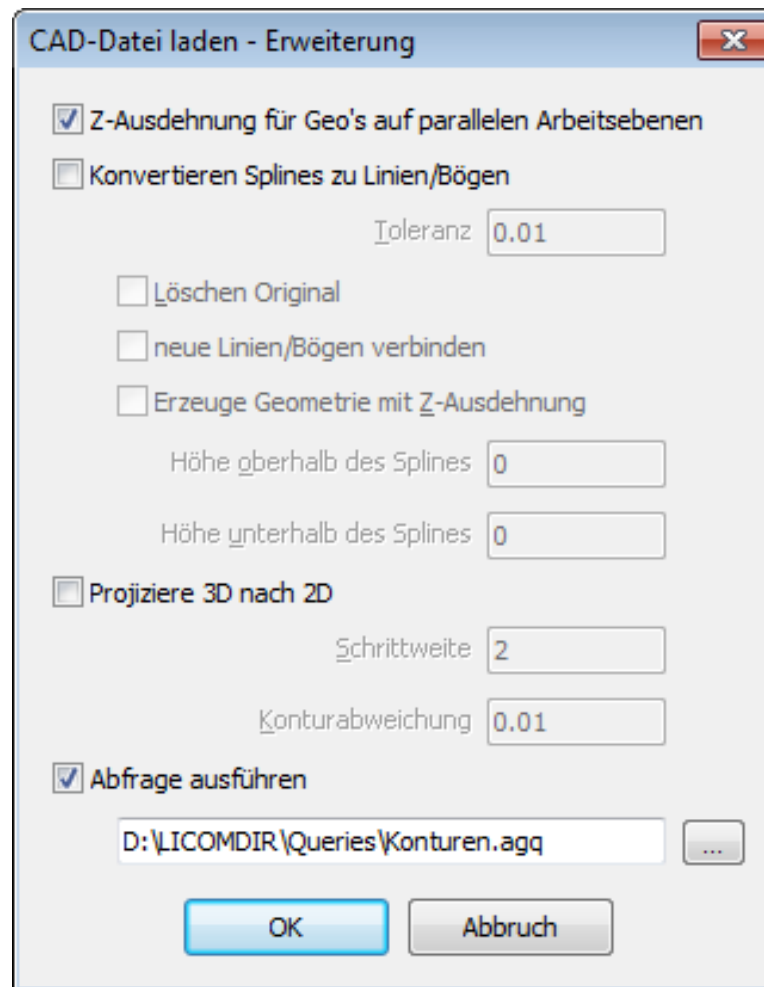 CAD-Datei laden - Erweiterung
Z-Ausdehnung für Geo's auf parallelen Arbeitsebenen
Konvertieren Splines zu Linien/Bögen
Toleranz 0.01
Löschen Original
neue Linien/Bögen verbinden
Erzeuge Geometrie mit Z-Ausdehnung
Höhe oberhalb des Splines 0
Höhe unterhalb des Splines 0
Projiziere 3D nach 2D
Schrittweite 2
Konturabweichung 0.01
Abfrage ausführen
D:\LICOMDIR\Queries\Konturen.agq ...
OK Abbruch